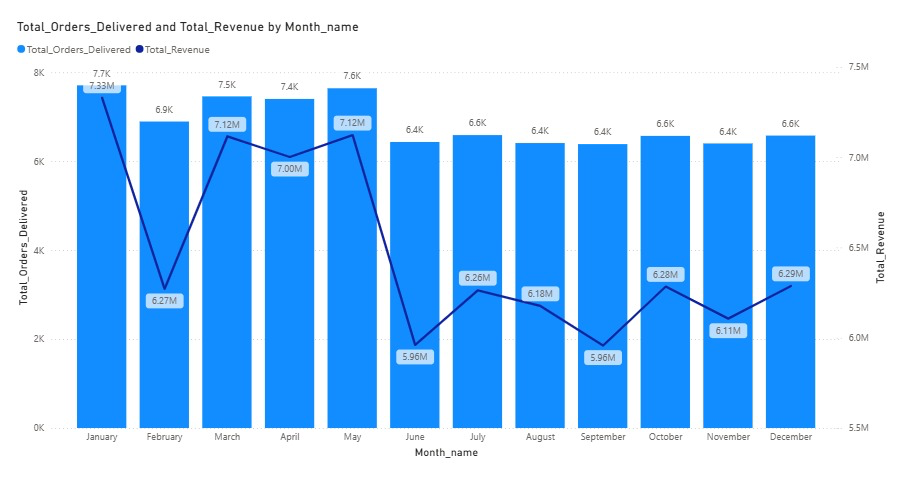 Total_Orders_Delivered and Total_Revenue by Month_name
Total_Orders_Delivered Total_Revenue
8K
6K
4K
2K
0K
Total_Orders_Delivered
7.7K
6.9K
7.5K
7.4K
7.6K
6.4K
6.6K
6.4K
6.4K
6.6K
6.4K
6.6K
7.33M
6.27M
7.12M
7.00M
7.12M
5.96M
6.26M
6.18M
5.96M
6.28M
6.11M
6.29M
7.5M
7.0M
6.5M
6.0M
5.5M
Total_Revenue
January February March April May June July August September October November December
Month_name